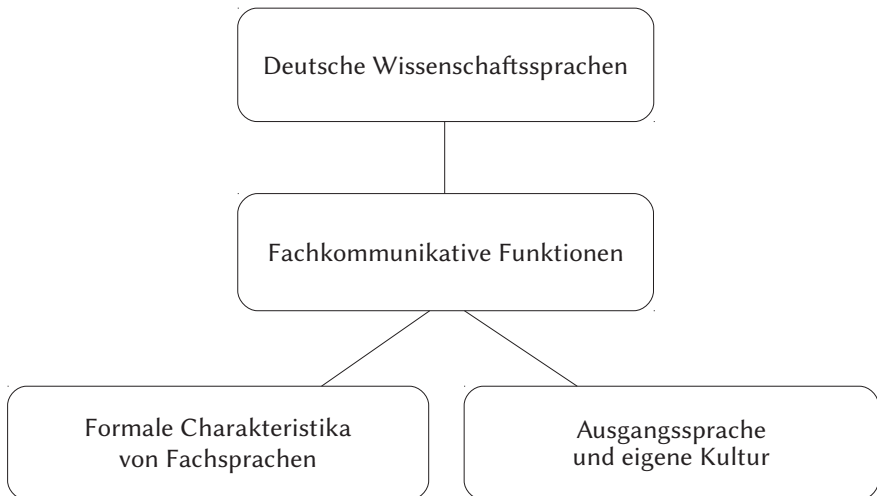 Deutsche Wissenschaftssprachen
Fachkommunikative Funktionen
Formale Charakteristika
von Fachsprachen
Ausgangssprache
und eigene Kultur